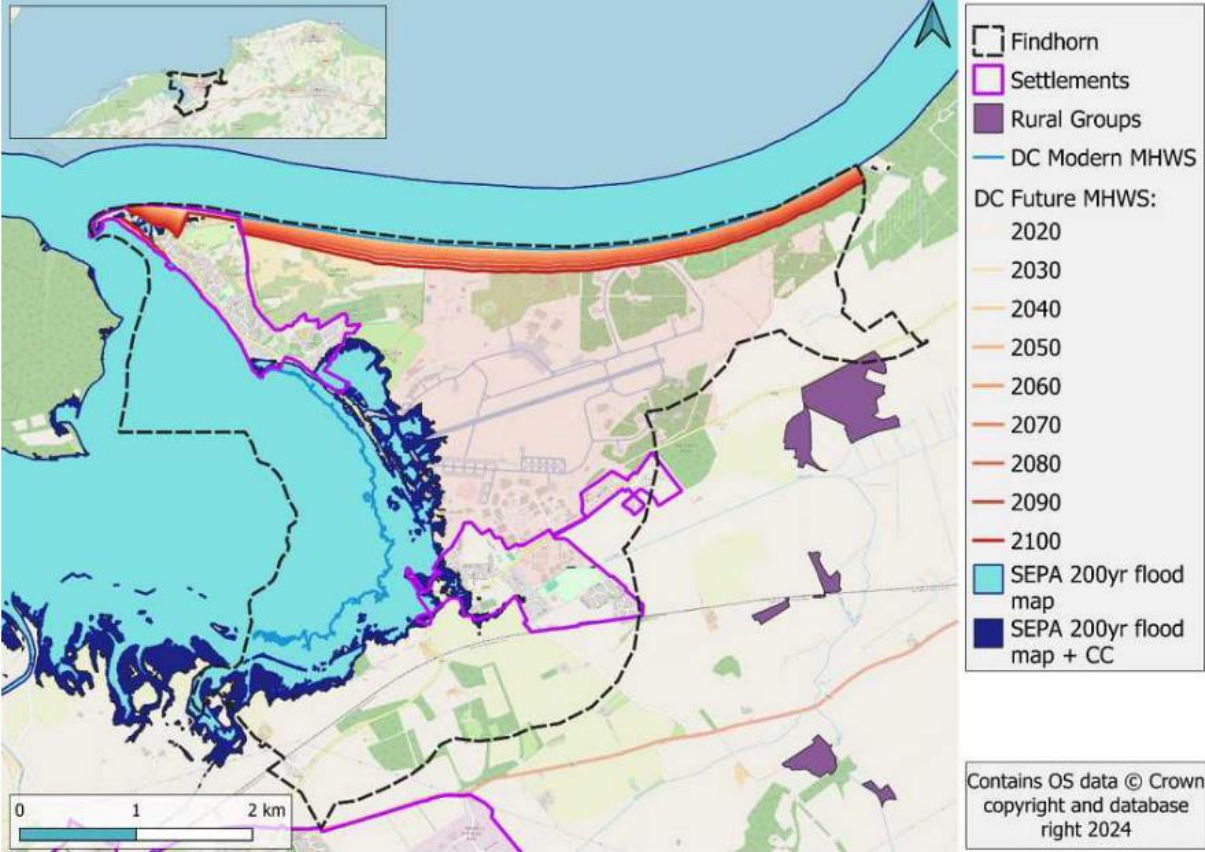 Findhorn
Settlements
Rural Groups
DC Modern MHWS
DC Future MHWS:
2020
2030
2040
2050
2060
2070
2080
2090
2100
SEPA 200yr flood
map
SEPA 200yr flood
map + CC
0 1 2 km
Contains OS data © Crown
copyright and database
right 2024